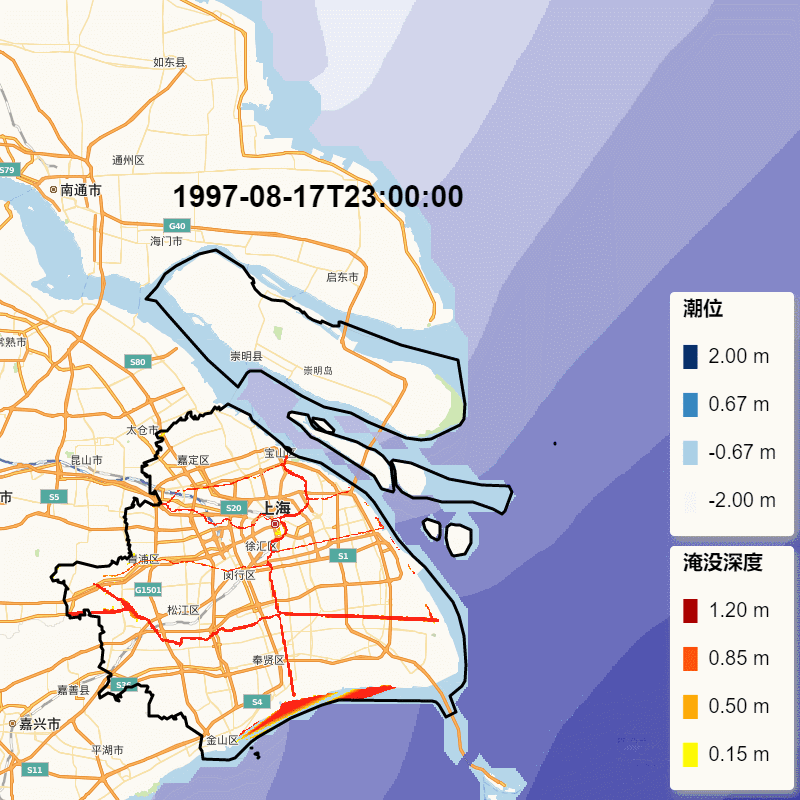 如东县
通州区
S79
南通市
1997-08-17T23:00:00
G40
海门市
启东市
常熟市
S80
崇明县
崇明岛
太仓市
昆山市
嘉定区
宝山区
S5
市
S20
上海
徐汇区
S1
青浦区
闵行区
G1501
松江区
奉贤区
嘉善县
S36
S4
嘉兴市
金山区
平湖市
S11
潮位
2.00 m
0.67 m
-0.67 m
-2.00 m
淹没深度
1.20 m
0.85 m
0.50 m
0.15 m